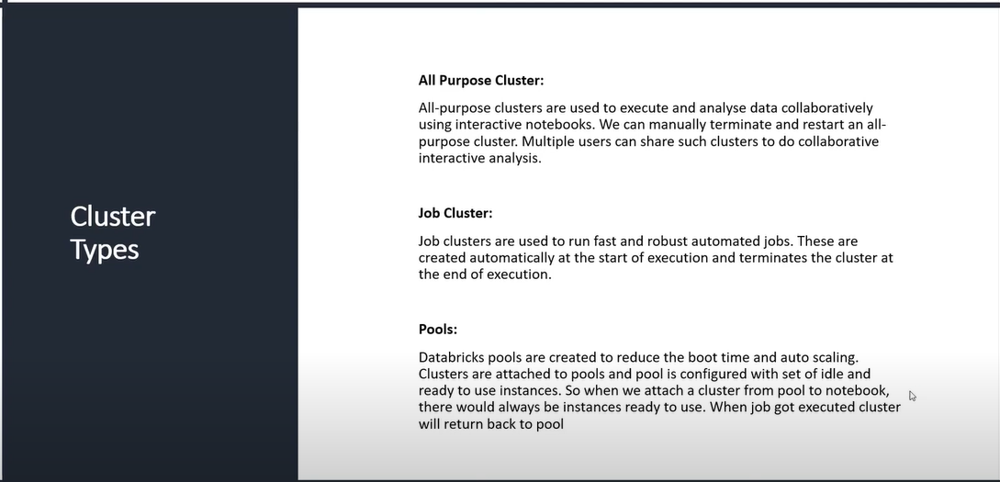 Cluster
Types
All Purpose Cluster:
All-purpose clusters are used to execute and analyse data collaboratively
using interactive notebooks. We can manually terminate and restart an all-
purpose cluster. Multiple users can share such clusters to do collaborative
interactive analysis.
Job Cluster:
Job clusters are used to run fast and robust automated jobs. These are
created automatically at the start of execution and terminates the cluster at
the end of execution.
Pools:
Databricks pools are created to reduce the boot time and auto scaling.
Clusters are attached to pools and pool is configured with set of idle and
ready to use instances. So when we attach a cluster from pool to notebook,
there would always be instances ready to use. When job got executed cluster
will return back to pool